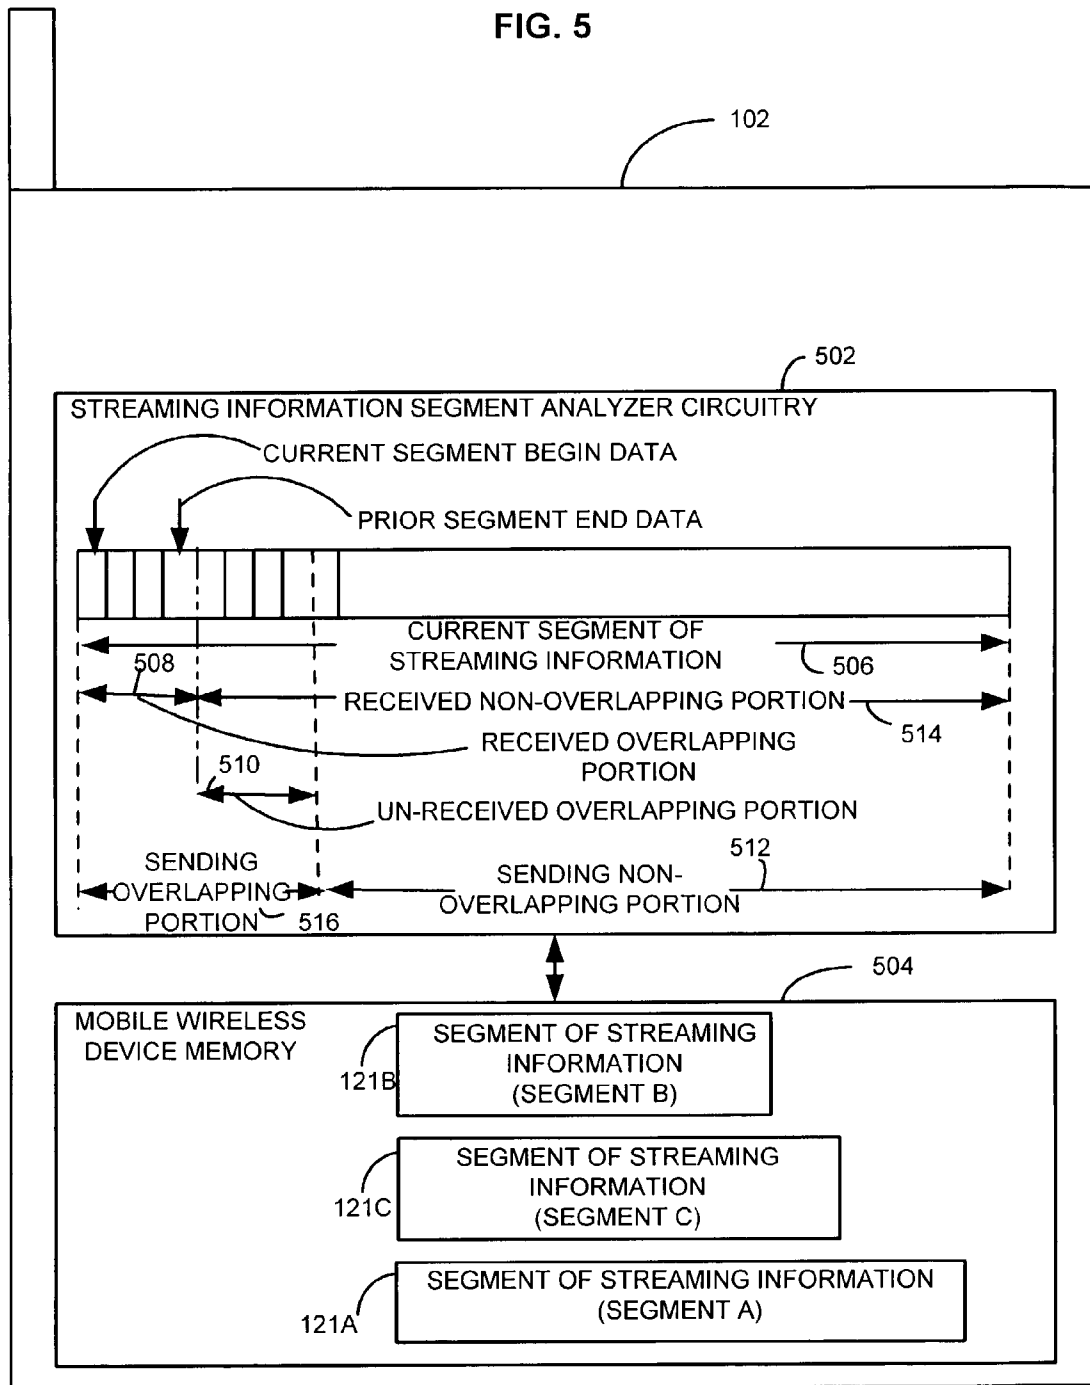 FIG. 5
102
502
STREAMING INFORMATION SEGMENT ANALYZER CIRCUITRY
CURRENT SEGMENT BEGIN DATA
PRIOR SEGMENT END DATA
CURRENT SEGMENT OF
STREAMING INFORMATION
506
508
RECEIVED NON-OVERLAPPING PORTION
514
RECEIVED OVERLAPPING
PORTION
510
UN-RECEIVED OVERLAPPING PORTION
SENDING
OVERLAPPING
PORTION
516
512
SENDING NON-
OVERLAPPING PORTION
504
MOBILE WIRELESS
DEVICE MEMORY
SEGMENT OF STREAMING
INFORMATION
(SEGMENT B)
121B
SEGMENT OF STREAMING
INFORMATION
(SEGMENT C)
121C
SEGMENT OF STREAMING INFORMATION
(SEGMENT A)
121A